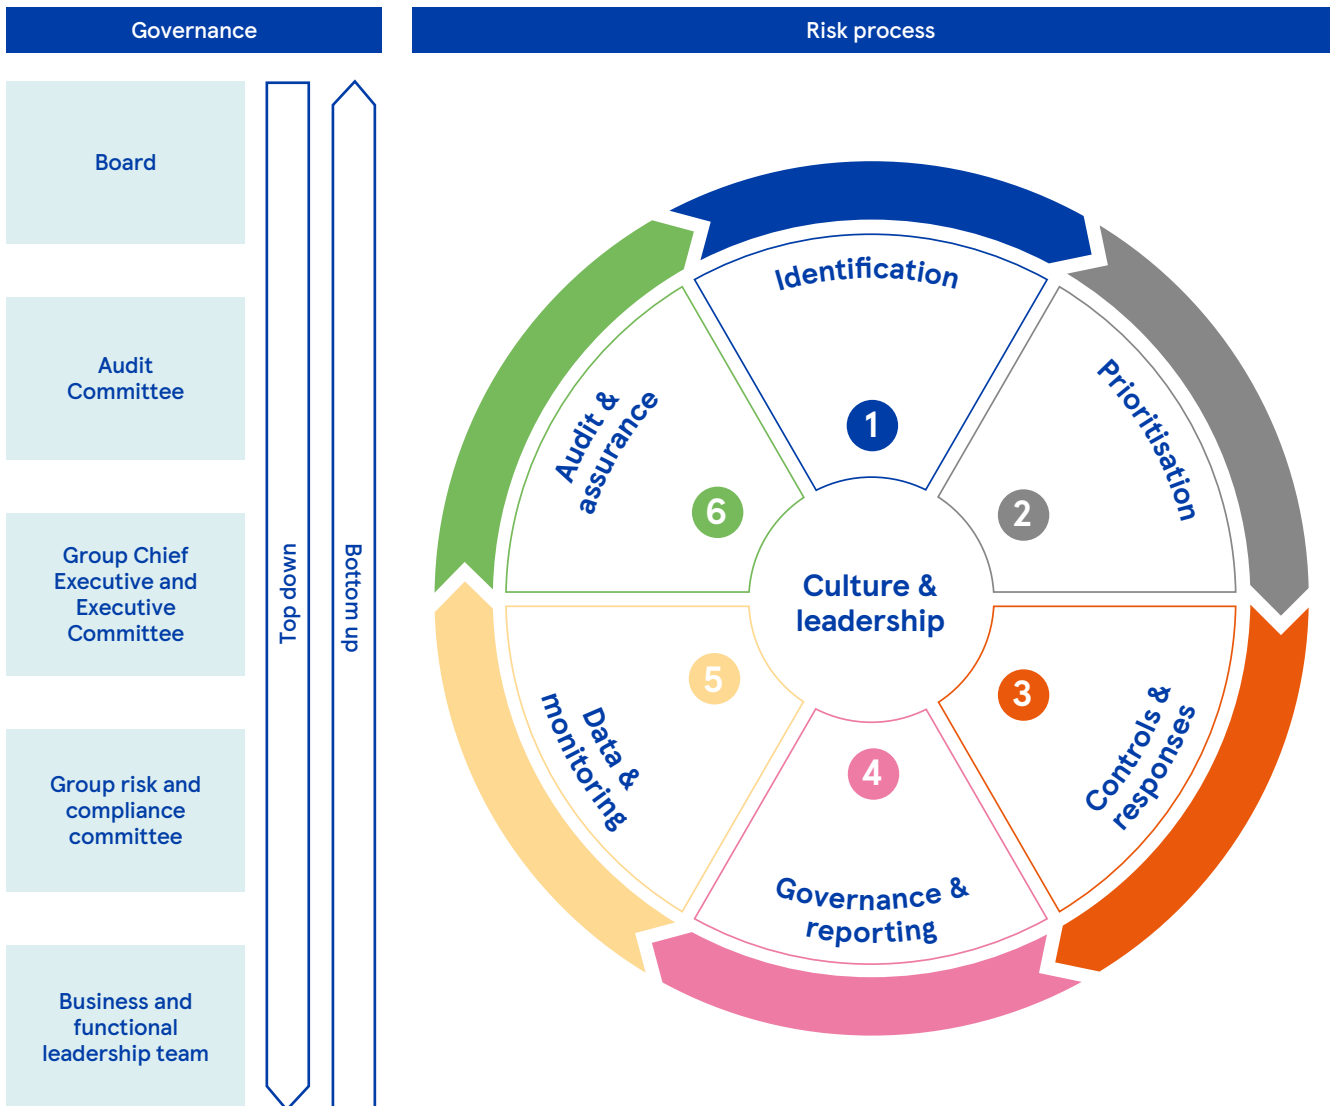 Governance
Risk process
Board
Audit
Committee
Group Chief
Executive and
Executive
Committee
Group risk and
compliance
committee
Business and
functional
leadership team
Top down
Bottom up
Identification
1
Prioritisation
2
Controls &
responses
3
Governance &
reporting
4
Data &
monitoring
5
Audit &
assurance
6
Culture &
leadership